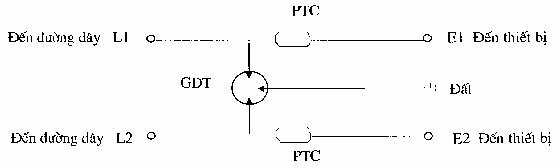 PTC
Đến đường dây L1 E1 Đến thiết bị
GDT Đất
Đến đường dây L2 E2 Đến thiết bị
PTC